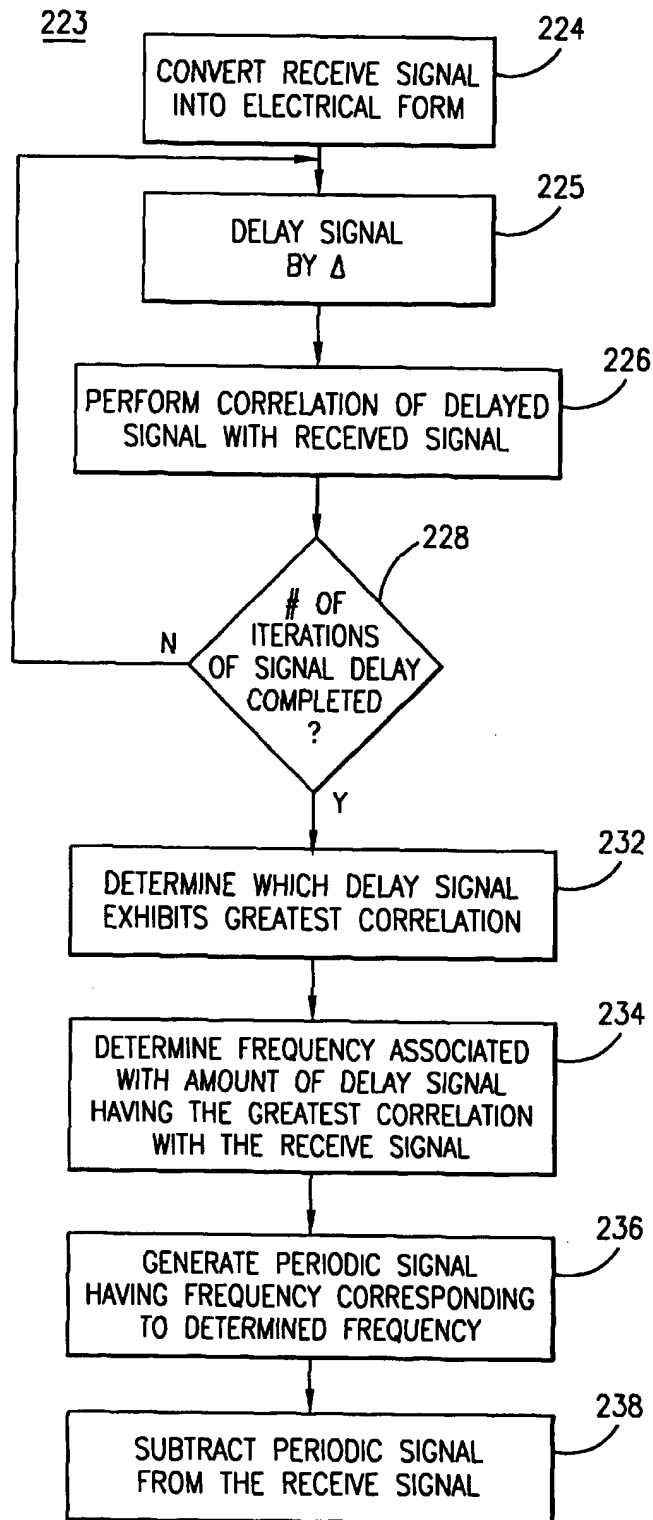 223
224
CONVERT RECEIVE SIGNAL
INTO ELECTRICAL FORM
225
DELAY SIGNAL
BY Δ
226
PERFORM CORRELATION OF DELAYED
SIGNAL WITH RECEIVED SIGNAL
228
# OF
ITERATIONS
OF SIGNAL DELAY
COMPLETED
?
N
Y
232
DETERMINE WHICH DELAY SIGNAL
EXHIBITS GREATEST CORRELATION
234
DETERMINE FREQUENCY ASSOCIATED
WITH AMOUNT OF DELAY SIGNAL
HAVING THE GREATEST CORRELATION
WITH THE RECEIVE SIGNAL
236
GENERATE PERIODIC SIGNAL
HAVING FREQUENCY CORRESPONDING
TO DETERMINED FREQUENCY
238
SUBTRACT PERIODIC SIGNAL
FROM THE RECEIVE SIGNAL